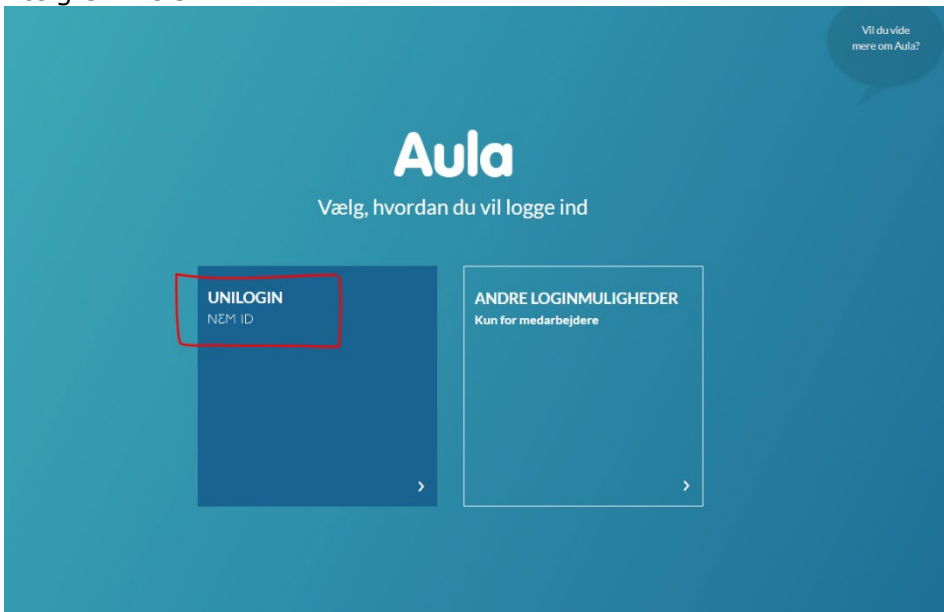 Vil du vide
mere om Aula?
Aula
Vælg, hvordan du vil logge ind
UNILOGIN
NEM ID
ANDRE LOGINMULIGHEDER
Kun for medarbejdere